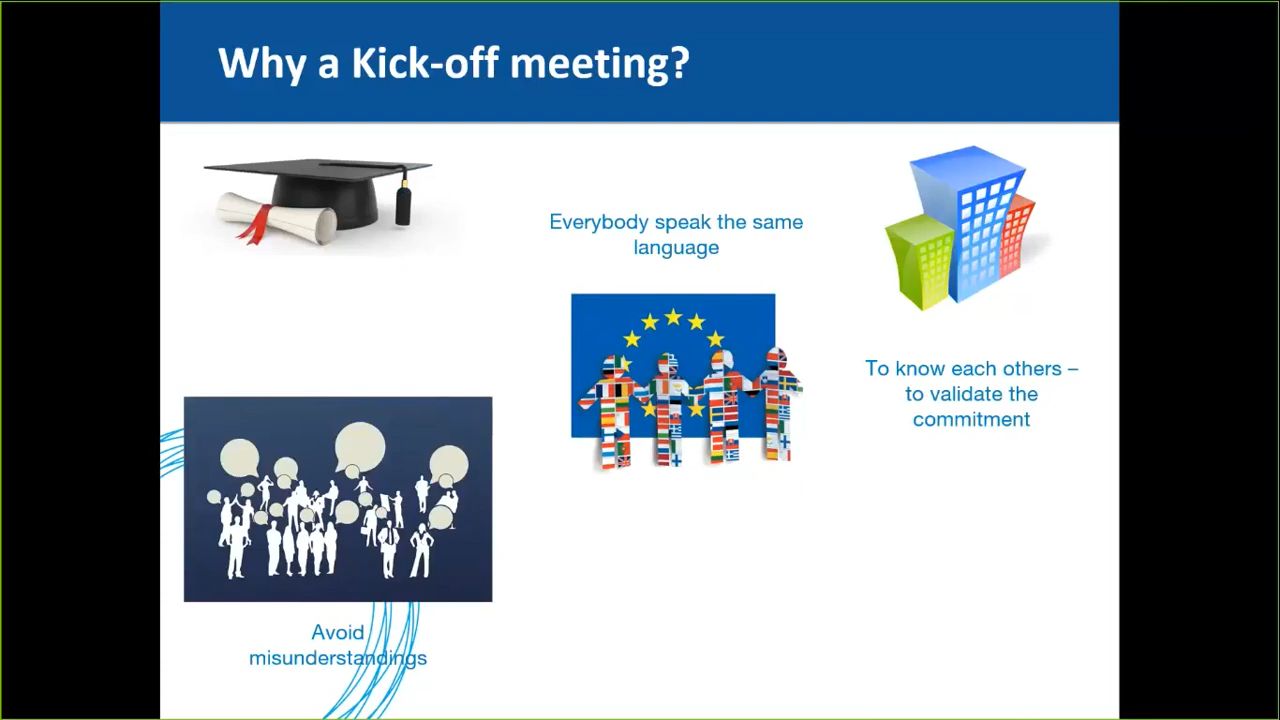 Why a Kick-off meeting?
Everybody speak the same
language
To know each others –
to validate the
commitment
Avoid
misunderstandings